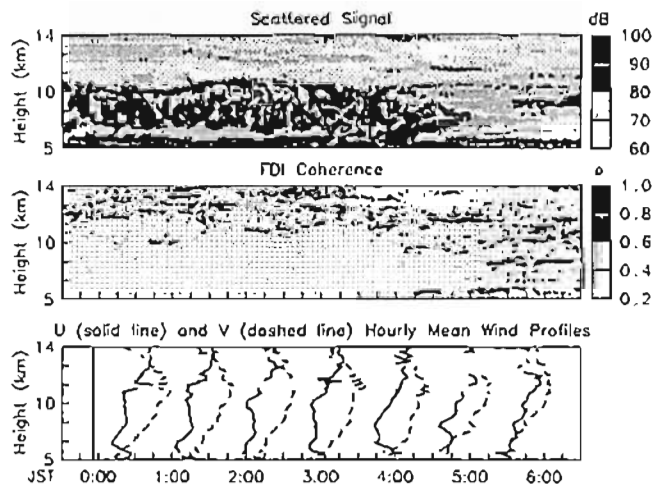 Scattered Signal
dB
14
10
5
Height (km)
100
90
80
70
60
FDI Coherence
ρ
14
10
5
Height (km)
1.0
0.8
0.6
0.4
0.2
U (solid line) and V (dashed line) Hourly Mean Wind Profiles
14
10
5
Height (km)
JST 0:00 1:00 2:00 3:00 4:00 5:00 6:00